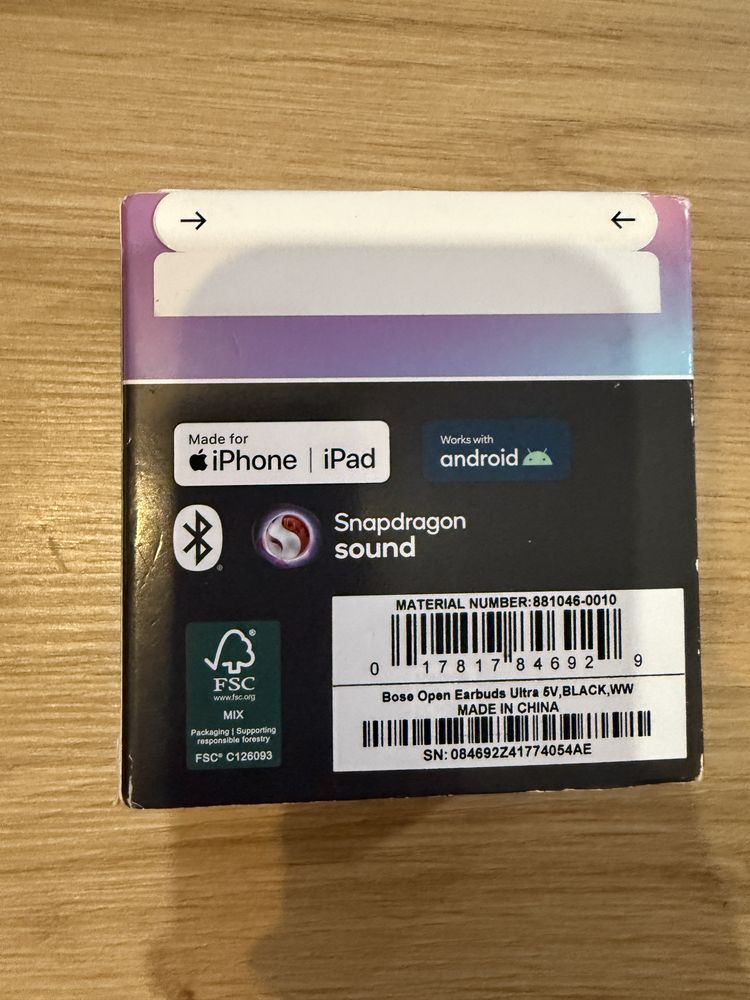 → ←
Made for
iPhone | iPad
Works with
android
Snapdragon
sound
®
MATERIAL NUMBER:881046-0010
0 17817 84692 9
Bose Open Earbuds Ultra 5V,BLACK,WW
MADE IN CHINA
SN: 084692Z41774054AE
®
FSC
www.fsc.org
MIX
Packaging | Supporting
responsible forestry
FSC® C126093